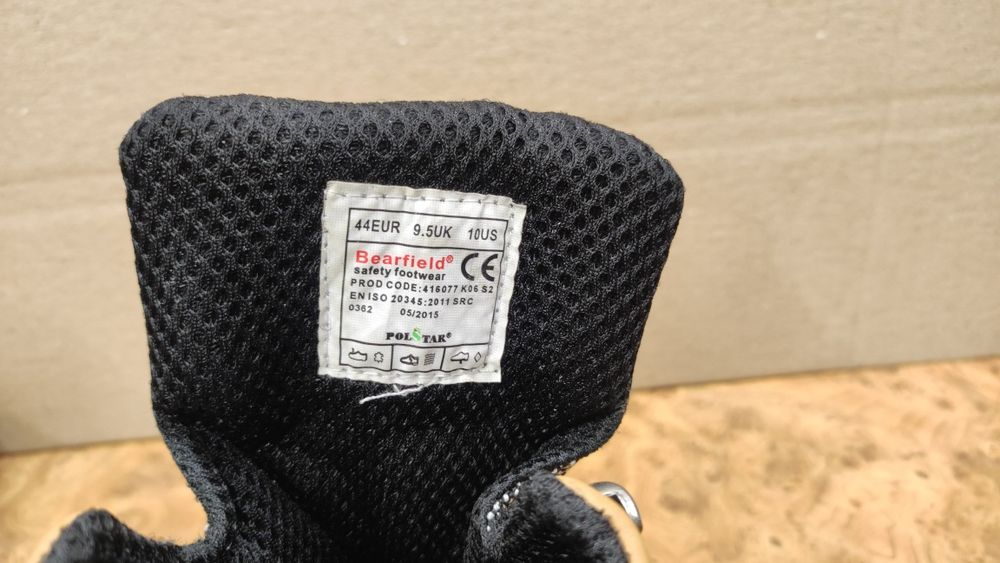 44EUR 9.5UK 10US
Bearfield®
safety footwear
CE
PROD CODE:416077 K06 S2
EN ISO 20345:2011 SRC
0362 05/2015
POLSTAR®